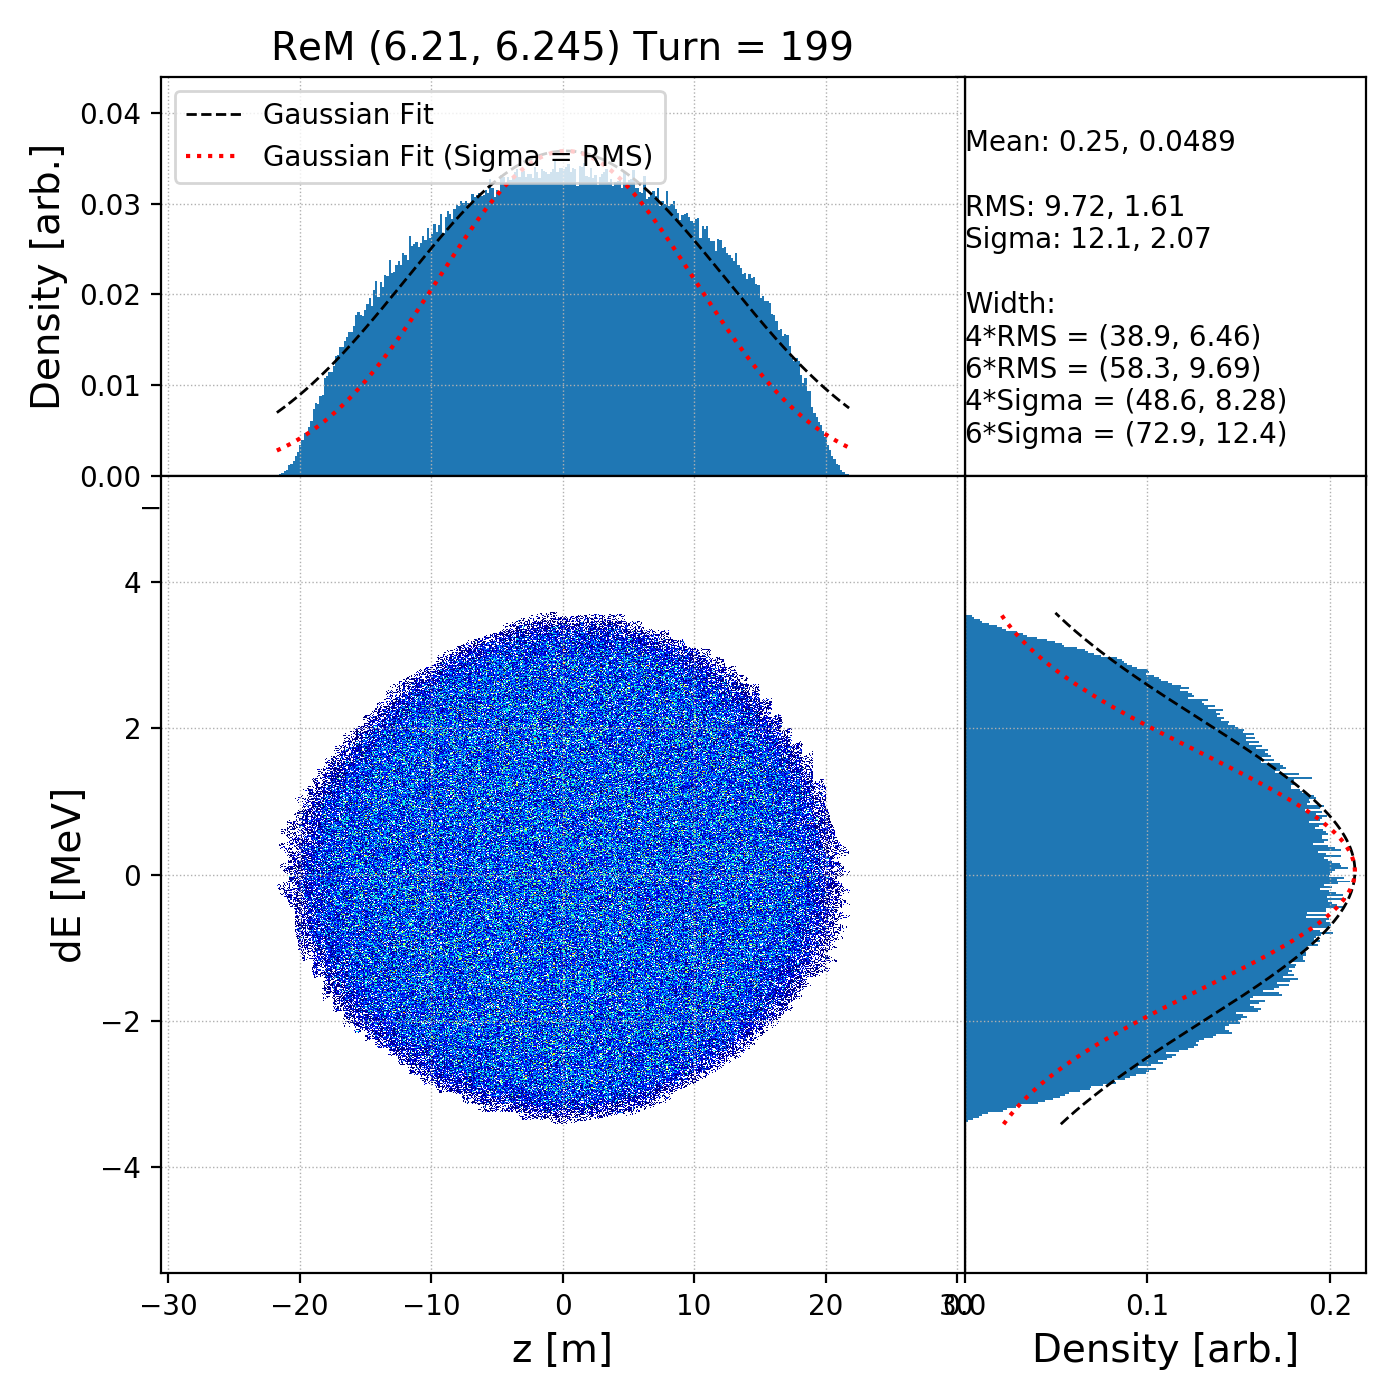 ReM (6.21, 6.245) Turn = 199
Gaussian Fit
Gaussian Fit (Sigma = RMS)
Density [arb.]
0.04
0.03
0.02
0.01
0.00
Mean: 0.25, 0.0489
RMS: 9.72, 1.61
Sigma: 12.1, 2.07
Width:
4*RMS = (38.9, 6.46)
6*RMS = (58.3, 9.69)
4*Sigma = (48.6, 8.28)
6*Sigma = (72.9, 12.4)
dE [MeV]
4
2
0
−2
−4
−30
−20
−10
0
10
20
30
z [m]
0.0
0.1
0.2
Density [arb.]